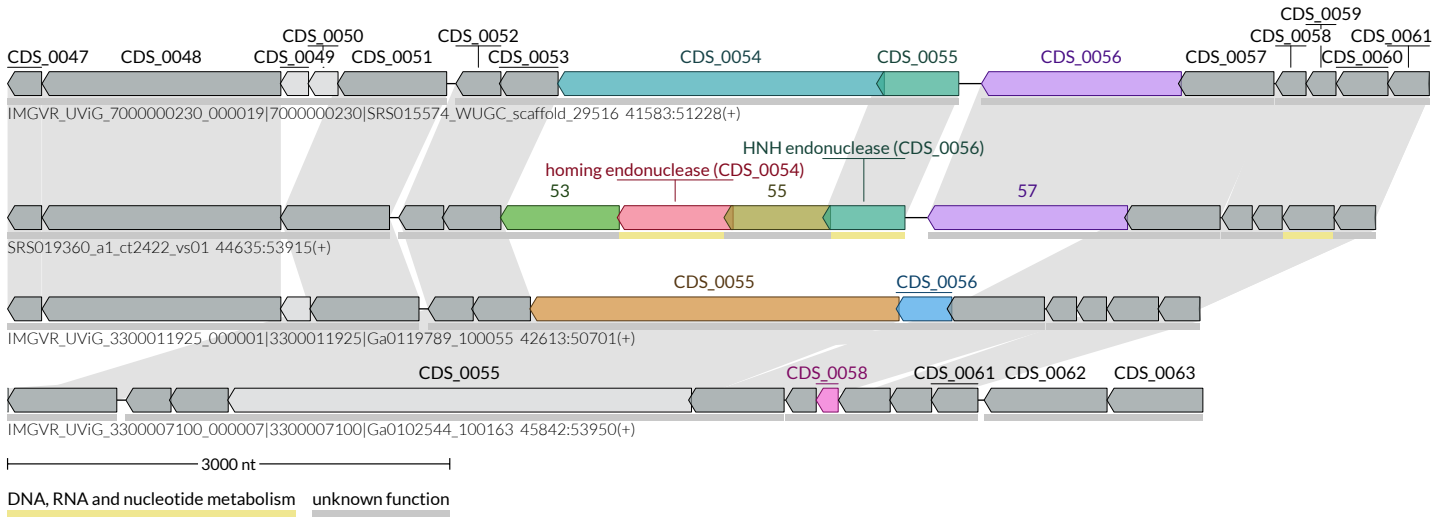 CDS_0059
CDS_0050 CDS_0052 CDS_0058 CDS_0061
CDS_0047 CDS_0048 CDS_0049 CDS_0051 CDS_0053 CDS_0054 CDS_0055 CDS_0056 CDS_0057 CDS_0060
IMGVR_UViG_7000000230_000019|7000000230|SRS015574_WUGC_scaffold_29516 41583:51228(+)
HNH endonuclease (CDS_0056)
homing endonuclease (CDS_0054)
53 55 57
SRS019360_a1_ct2422_vs01 44635:53915(+)
CDS_0055 CDS_0056
IMGVR_UViG_3300011925_000001|3300011925|Ga0119789_100055 42613:50701(+)
CDS_0055 CDS_0058 CDS_0061 CDS_0062 CDS_0063
IMGVR_UViG_3300007100_000007|3300007100|Ga0102544_100163 45842:53950(+)
3000 nt
DNA, RNA and nucleotide metabolism unknown function